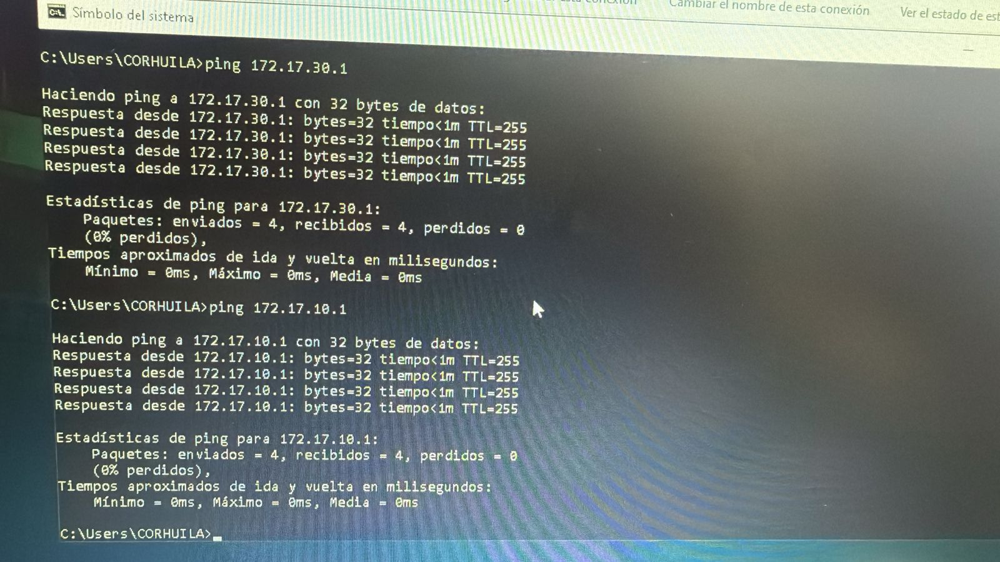 Cambiar el nombre de esta conexión
Ver el estado de
Símbolo del sistema
C:\Users\CORHUILA>ping 172.17.30.1
Haciendo ping a 172.17.30.1 con 32 bytes de datos:
Respuesta desde 172.17.30.1: bytes=32 tiempo<1m TTL=255
Respuesta desde 172.17.30.1: bytes=32 tiempo<1m TTL=255
Respuesta desde 172.17.30.1: bytes=32 tiempo<1m TTL=255
Respuesta desde 172.17.30.1: bytes=32 tiempo<1m TTL=255
Estadísticas de ping para 172.17.30.1:
Paquetes: enviados = 4, recibidos = 4, perdidos = 0
(0% perdidos),
Tiempos aproximados de ida y vuelta en milisegundos:
Mínimo = 0ms, Máximo = 0ms, Media = 0ms
C:\Users\CORHUILA>ping 172.17.10.1
Haciendo ping a 172.17.10.1 con 32 bytes de datos:
Respuesta desde 172.17.10.1: bytes=32 tiempo<1m TTL=255
Respuesta desde 172.17.10.1: bytes=32 tiempo<1m TTL=255
Respuesta desde 172.17.10.1: bytes=32 tiempo<1m TTL=255
Respuesta desde 172.17.10.1: bytes=32 tiempo<1m TTL=255
Estadísticas de ping para 172.17.10.1:
Paquetes: enviados = 4, recibidos = 4, perdidos = 0
(0% perdidos),
Tiempos aproximados de ida y vuelta en milisegundos:
Mínimo = 0ms, Máximo = 0ms, Media = 0ms
C:\Users\CORHUILA>_